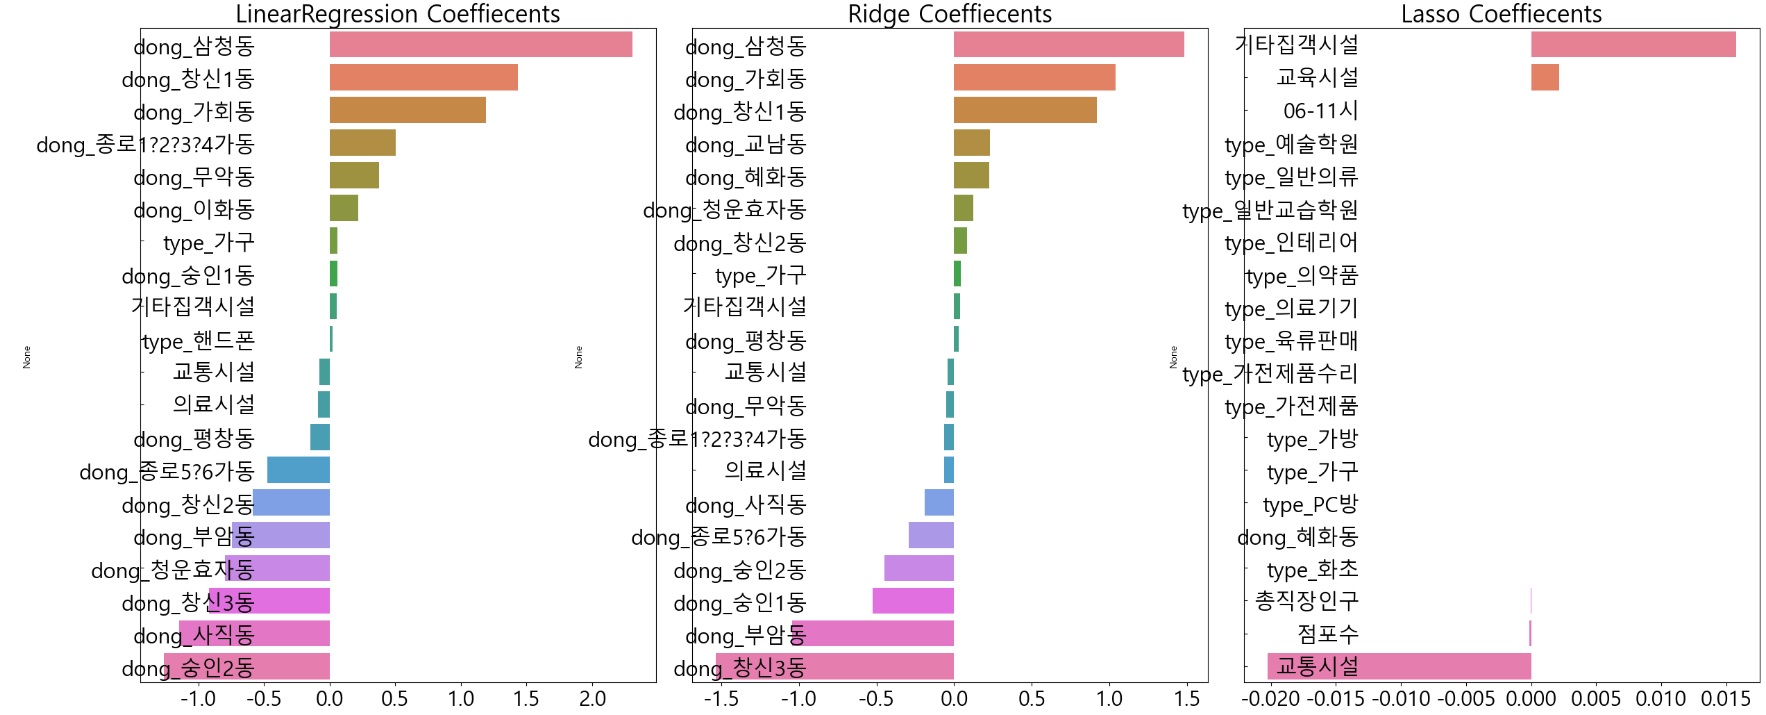 LinearRegression Coeffiecents
dong_삼청동
dong_창신1동
dong_가회동
dong_종로1?2?3?4가동
dong_무악동
dong_이화동
type_가구
dong_숭인1동
기타집객시설
type_핸드폰
교통시설
의료시설
dong_평창동
dong_종로5?6가동
dong_창신2동
dong_부암동
dong_청운효자동
dong_창신3동
dong_사직동
dong_숭인2동
None
-1.0 -0.5 0.0 0.5 1.0 1.5 2.0
Ridge Coeffiecents
dong_삼청동
dong_가회동
dong_창신1동
dong_교남동
dong_혜화동
dong_청운효자동
dong_창신2동
type_가구
기타집객시설
dong_평창동
교통시설
dong_무악동
dong_종로1?2?3?4가동
의료시설
dong_사직동
dong_종로5?6가동
dong_숭인2동
dong_숭인1동
dong_부암동
dong_창신3동
None
-1.5 -1.0 -0.5 0.0 0.5 1.0 1.5
Lasso Coeffiecents
기타집객시설
교육시설
06-11시
type_예술학원
type_일반의류
type_일반교습학원
type_인테리어
type_의약품
type_의료기기
type_육류판매
type_가전제품수리
type_가전제품
type_가방
type_가구
type_PC방
dong_혜화동
type_화초
총직장인구
점포수
교통시설
None
-0.020 -0.015 -0.010 -0.005 0.000 0.005 0.010 0.015